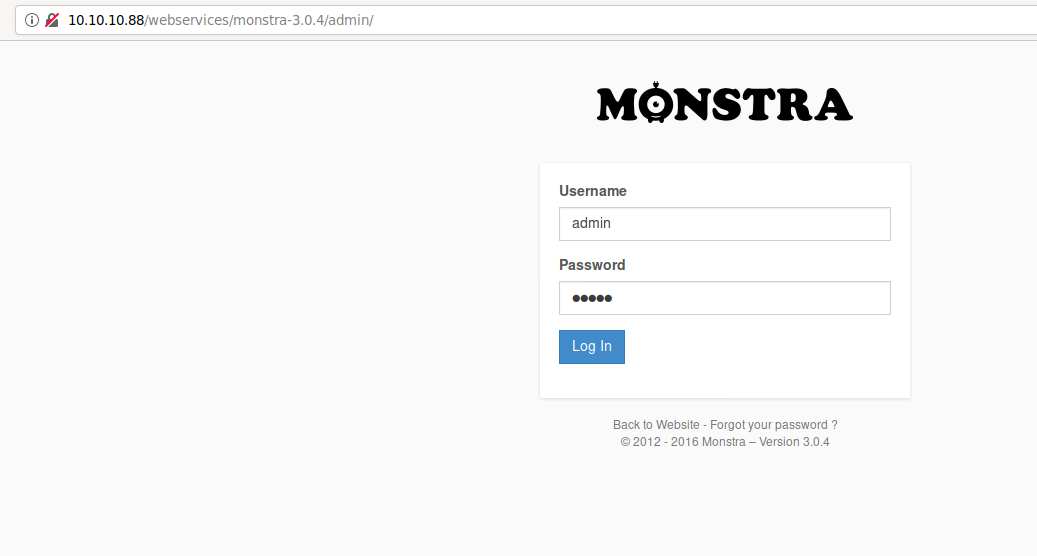 10.10.10.88/webservices/monstra-3.0.4/admin/
MONSTRA
Username
admin
Password
●●●●●
Log In
Back to Website - Forgot your password ?
© 2012 - 2016 Monstra – Version 3.0.4